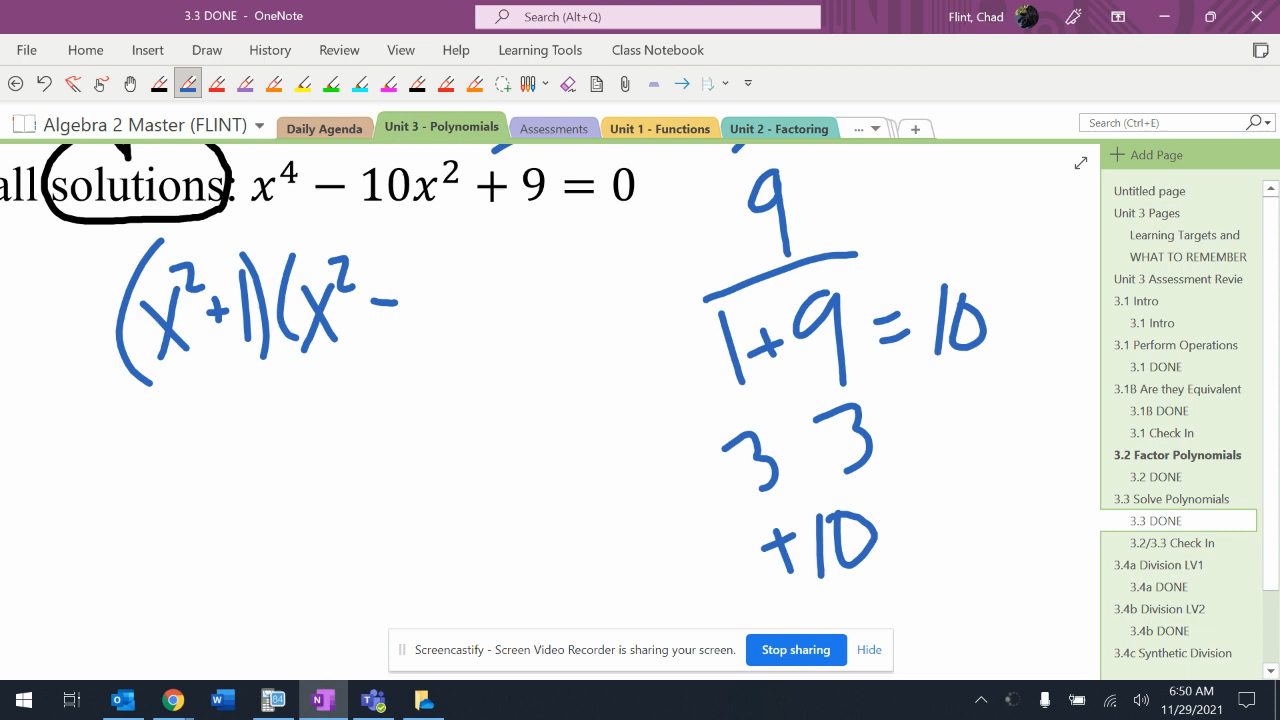 3.3 DONE - OneNote
Search (Alt+Q)
Flint, Chad
File Home Insert Draw History Review View Help Learning Tools Class Notebook
Algebra 2 Master (FLINT)
Daily Agenda
Unit 3 - Polynomials
Assessments
Unit 1 - Functions
Unit 2 - Factoring
...
+
Search (Ctrl+E)
all solutions: x⁴ − 10x² + 9 = 0
(x²+1)(x² −
9
1+9 = 10
3 3
+10
Add Page
Untitled page
Unit 3 Pages
Learning Targets and
WHAT TO REMEMBER
Unit 3 Assessment Revie
3.1 Intro
3.1 Intro
3.1 Perform Operations
3.1 DONE
3.1B Are they Equivalent
3.1B DONE
3.1 Check In
3.2 Factor Polynomials
3.2 DONE
3.3 Solve Polynomials
3.3 DONE
3.2/3.3 Check In
3.4a Division LV1
3.4a DONE
3.4b Division LV2
3.4b DONE
3.4c Synthetic Division
Screencastify - Screen Video Recorder is sharing your screen.
Stop sharing
Hide
6:50 AM
11/29/2021